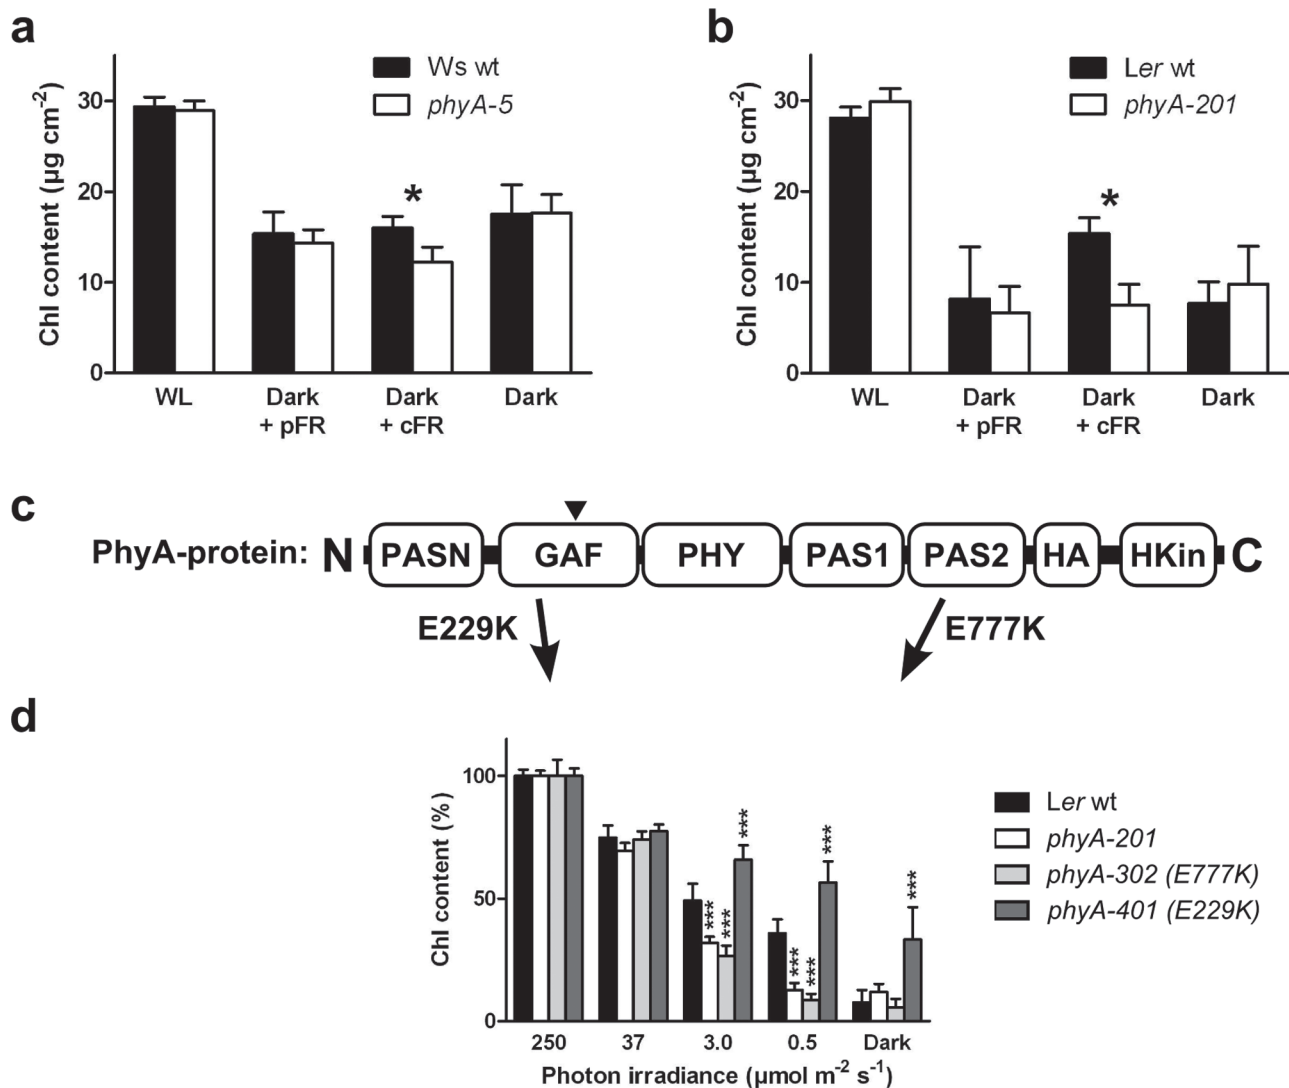 a
Chl content (µg cm⁻²)
30
20
10
0
WL
Dark + pFR
Dark + cFR
Dark
*
Ws wt
phyA-5
b
Chl content (µg cm⁻²)
30
20
10
0
WL
Dark + pFR
Dark + cFR
Dark
*
Ler wt
phyA-201
c
PhyA-protein: N PASN GAF PHY PAS1 PAS2 HA HKin C
E229K E777K
d
Chl content (%)
100
50
0
*** *** ***
*** *** ***
***
250 37 3.0 0.5 Dark
Photon irradiance (µmol m⁻² s⁻¹)
Ler wt
phyA-201
phyA-302 (E777K)
phyA-401 (E229K)